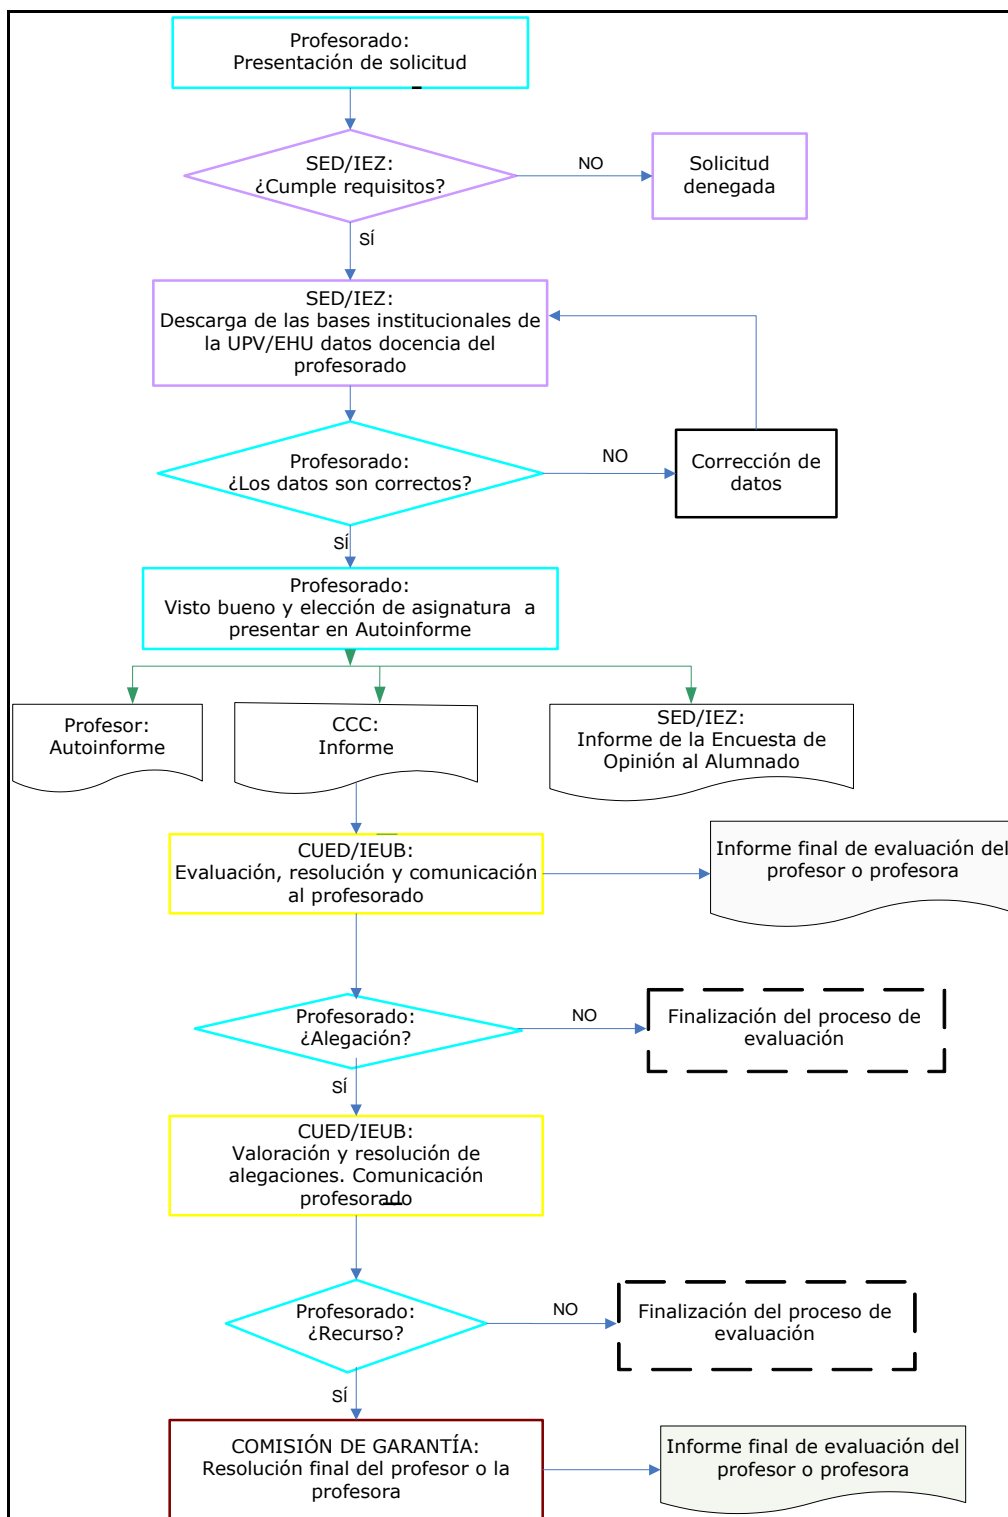 Profesorado:
Presentación de solicitud
SED/IEZ:
¿Cumple requisitos?
NO
Solicitud
denegada
SÍ
SED/IEZ:
Descarga de las bases institucionales de
la UPV/EHU datos docencia del
profesorado
Profesorado:
¿Los datos son correctos?
NO
Corrección de
datos
SÍ
Profesorado:
Visto bueno y elección de asignatura a
presentar en Autoinforme
Profesor:
Autoinforme
CCC:
Informe
SED/IEZ:
Informe de la Encuesta de
Opinión al Alumnado
CUED/IEUB:
Evaluación, resolución y comunicación
al profesorado
Informe final de evaluación del
profesor o profesora
Profesorado:
¿Alegación?
NO
Finalización del proceso de
evaluación
SÍ
CUED/IEUB:
Valoración y resolución de
alegaciones. Comunicación
profesorado
Profesorado:
¿Recurso?
NO
Finalización del proceso de
evaluación
SÍ
COMISIÓN DE GARANTÍA:
Resolución final del profesor o la
profesora
Informe final de evaluación del
profesor o profesora